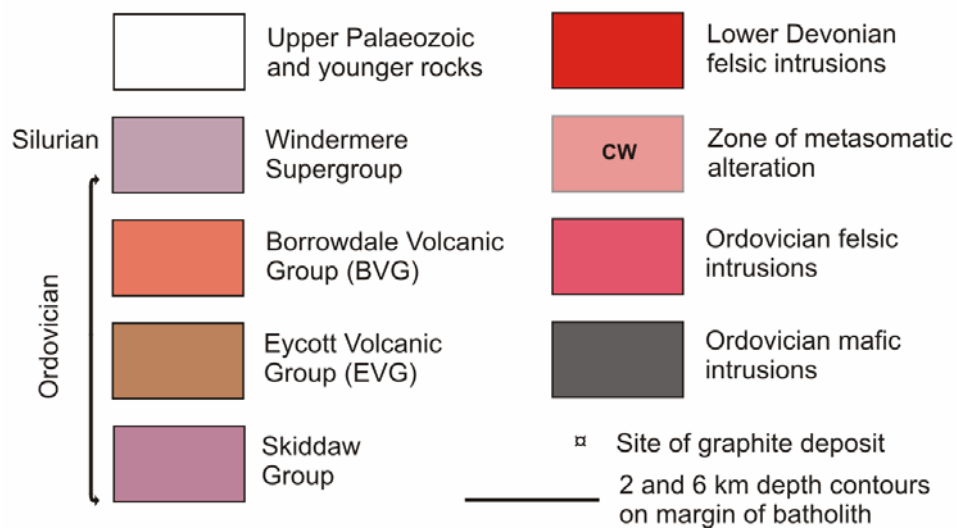 Upper Palaeozoic
and younger rocks
Silurian
Windermere
Supergroup
Ordovician
Borrowdale Volcanic
Group (BVG)
Eycott Volcanic
Group (EVG)
Skiddaw
Group
Lower Devonian
felsic intrusions
CW
Zone of metasomatic
alteration
Ordovician felsic
intrusions
Ordovician mafic
intrusions
¤ Site of graphite deposit
2 and 6 km depth contours
on margin of batholith